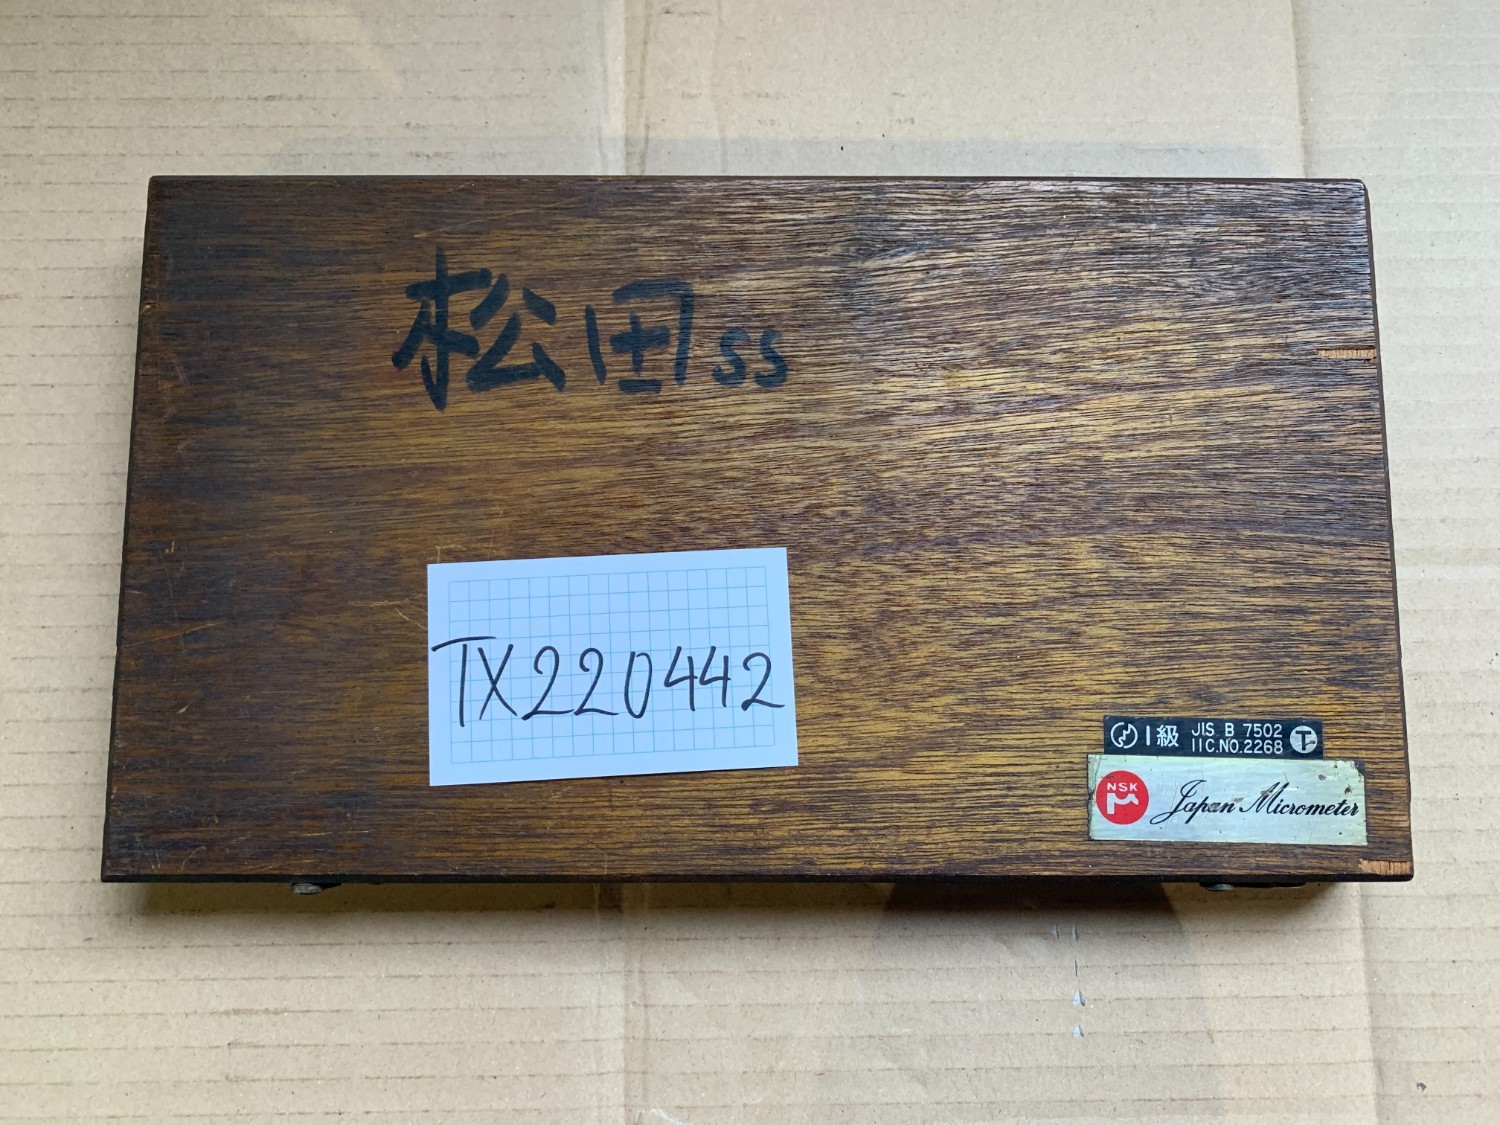 松田ss
TX220442
1級 JIS B 7502 T
IIC.NO.2268
NSK
μ
Japan Micrometer